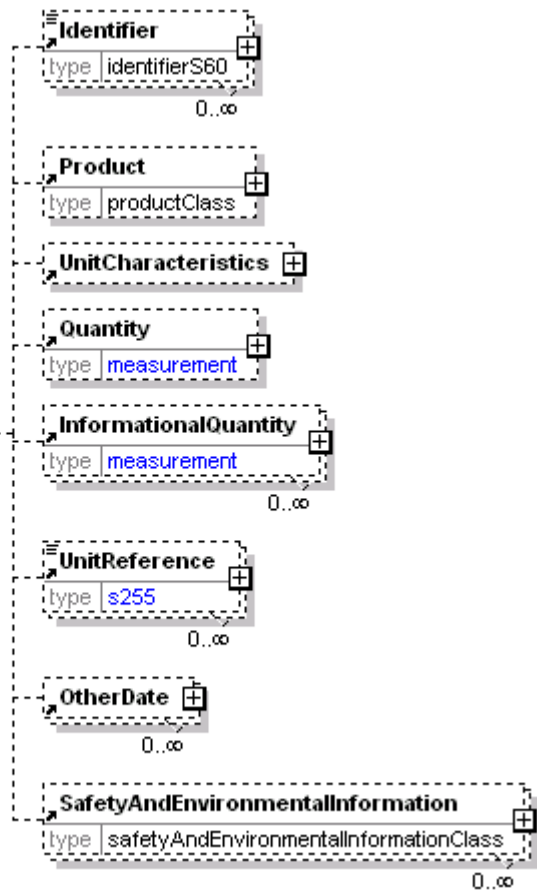 Identifier
type identifierS60
0..∞
Product
type productClass
UnitCharacteristics
Quantity
type measurement
InformationalQuantity
type measurement
0..∞
UnitReference
type s255
0..∞
OtherDate
0..∞
SafetyAndEnvironmentalInformation
type safetyAndEnvironmentalInformationClass
0..∞